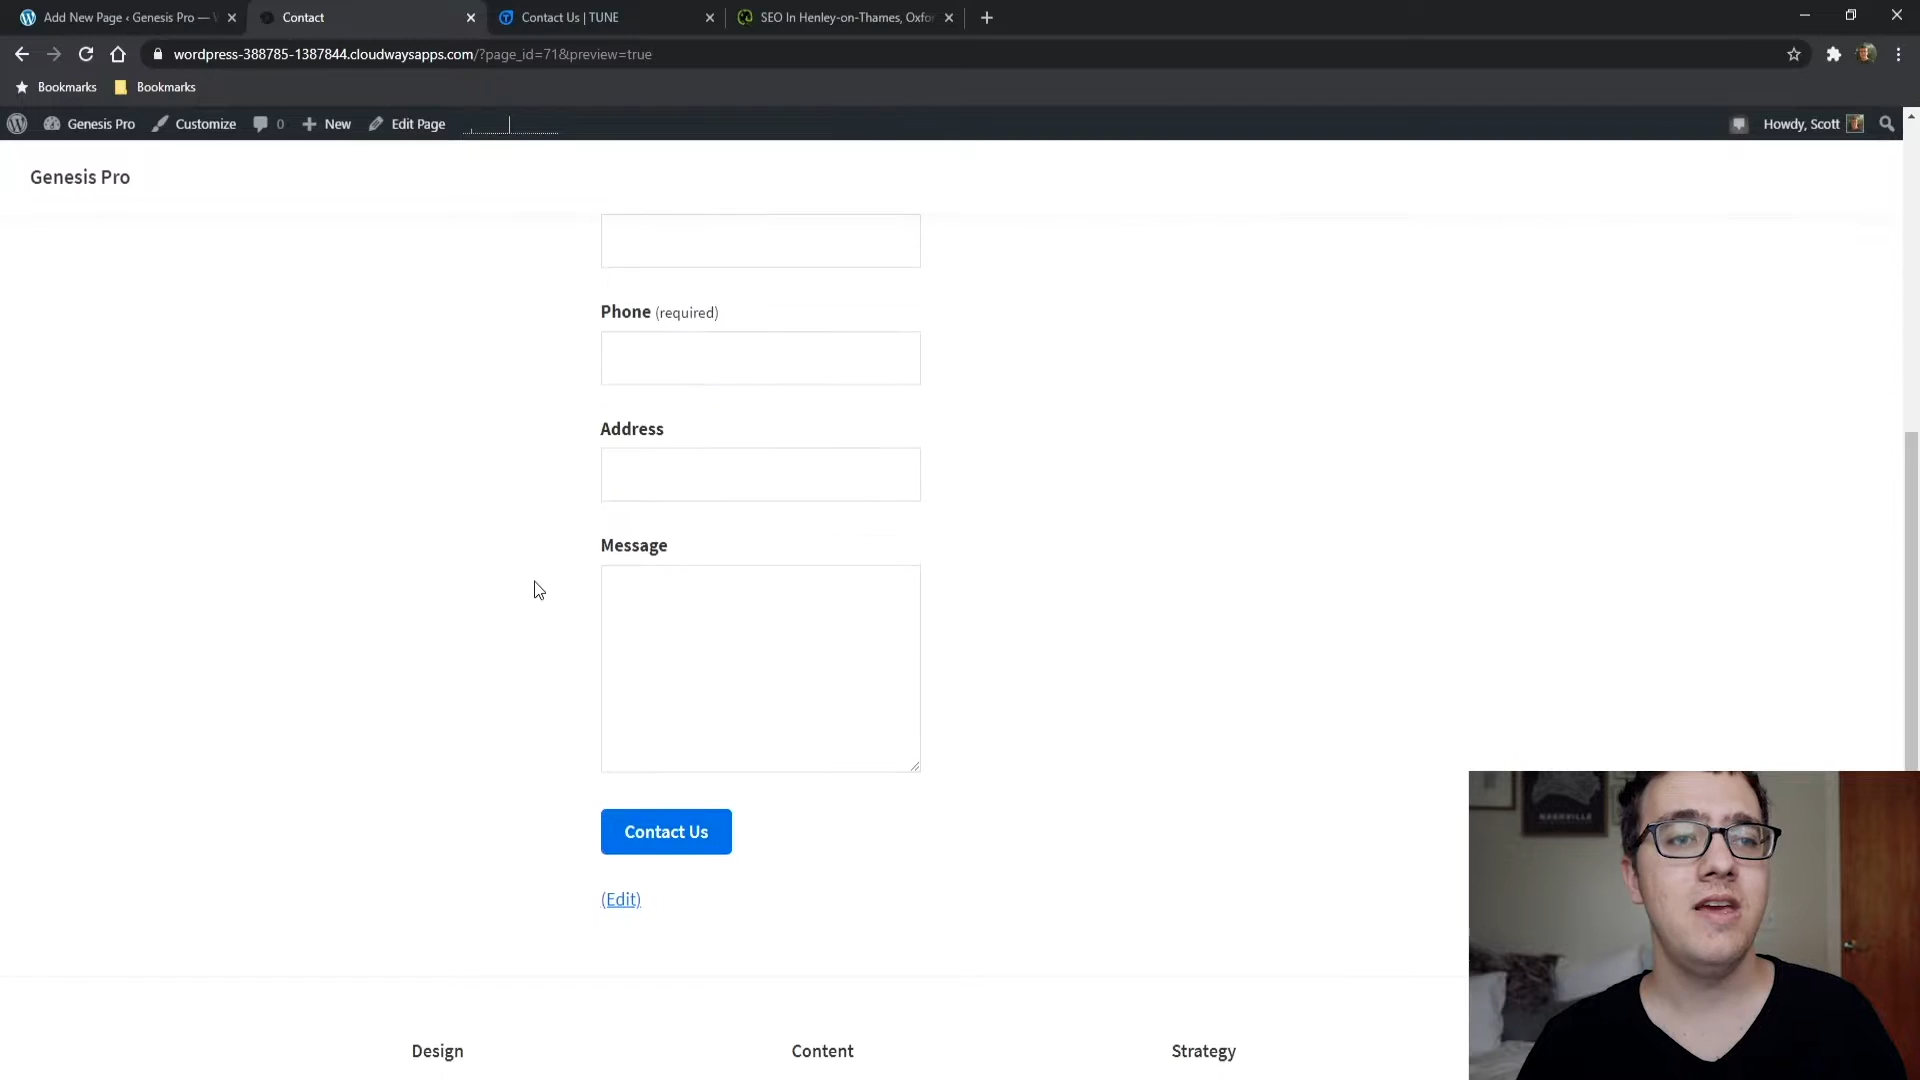 Add New Page ‹ Genesis Pro —
Contact
Contact Us | TUNE
SEO In Henley-on-Thames, Oxfor
wordpress-388785-1387844.cloudwaysapps.com/?page_id=71&preview=true
Bookmarks
Bookmarks
Genesis Pro
Customize
0
New
Edit Page
Howdy, Scott
Genesis Pro
Phone (required)
Address
Message
Contact Us
(Edit)
NASHVILLE
Design
Content
Strategy